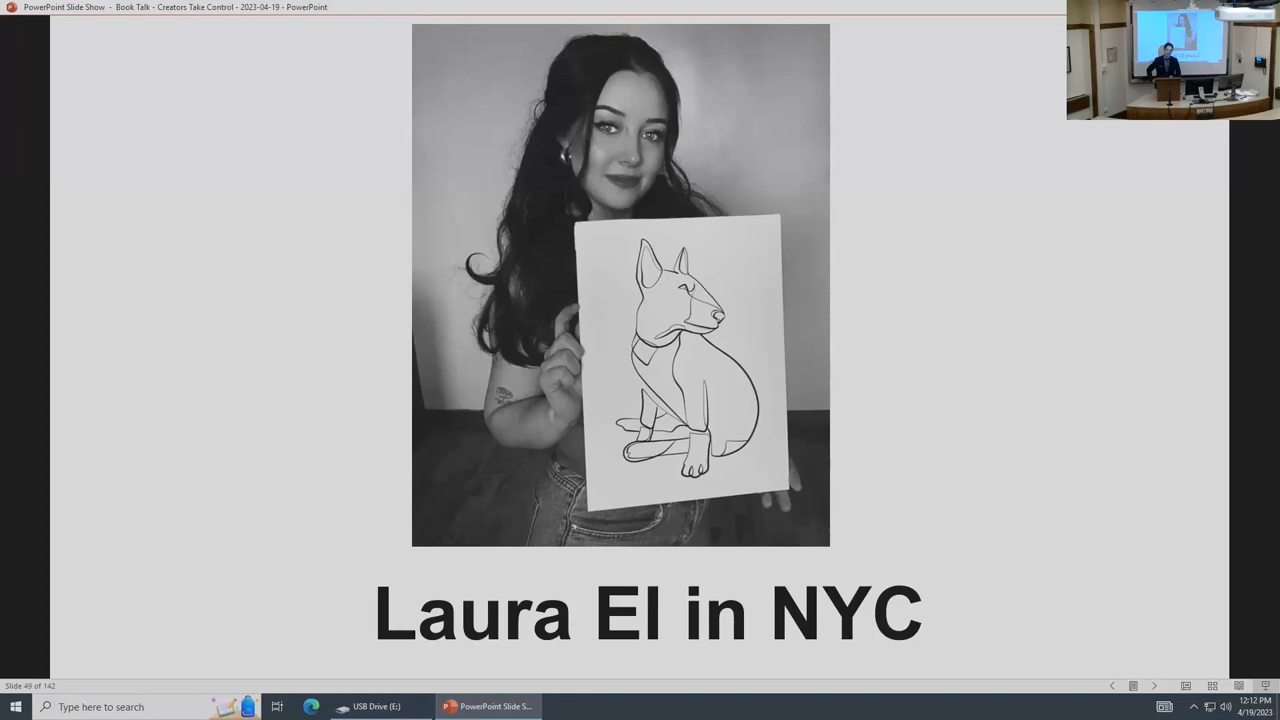 PowerPoint Slide Show - Book Talk - Creators Take Control - 2023-04-19 - PowerPoint
Laura El in NYC
Slide 49 of 142
Type here to search
USB Drive (E:)
PowerPoint Slide S...
12:12 PM
4/19/2023